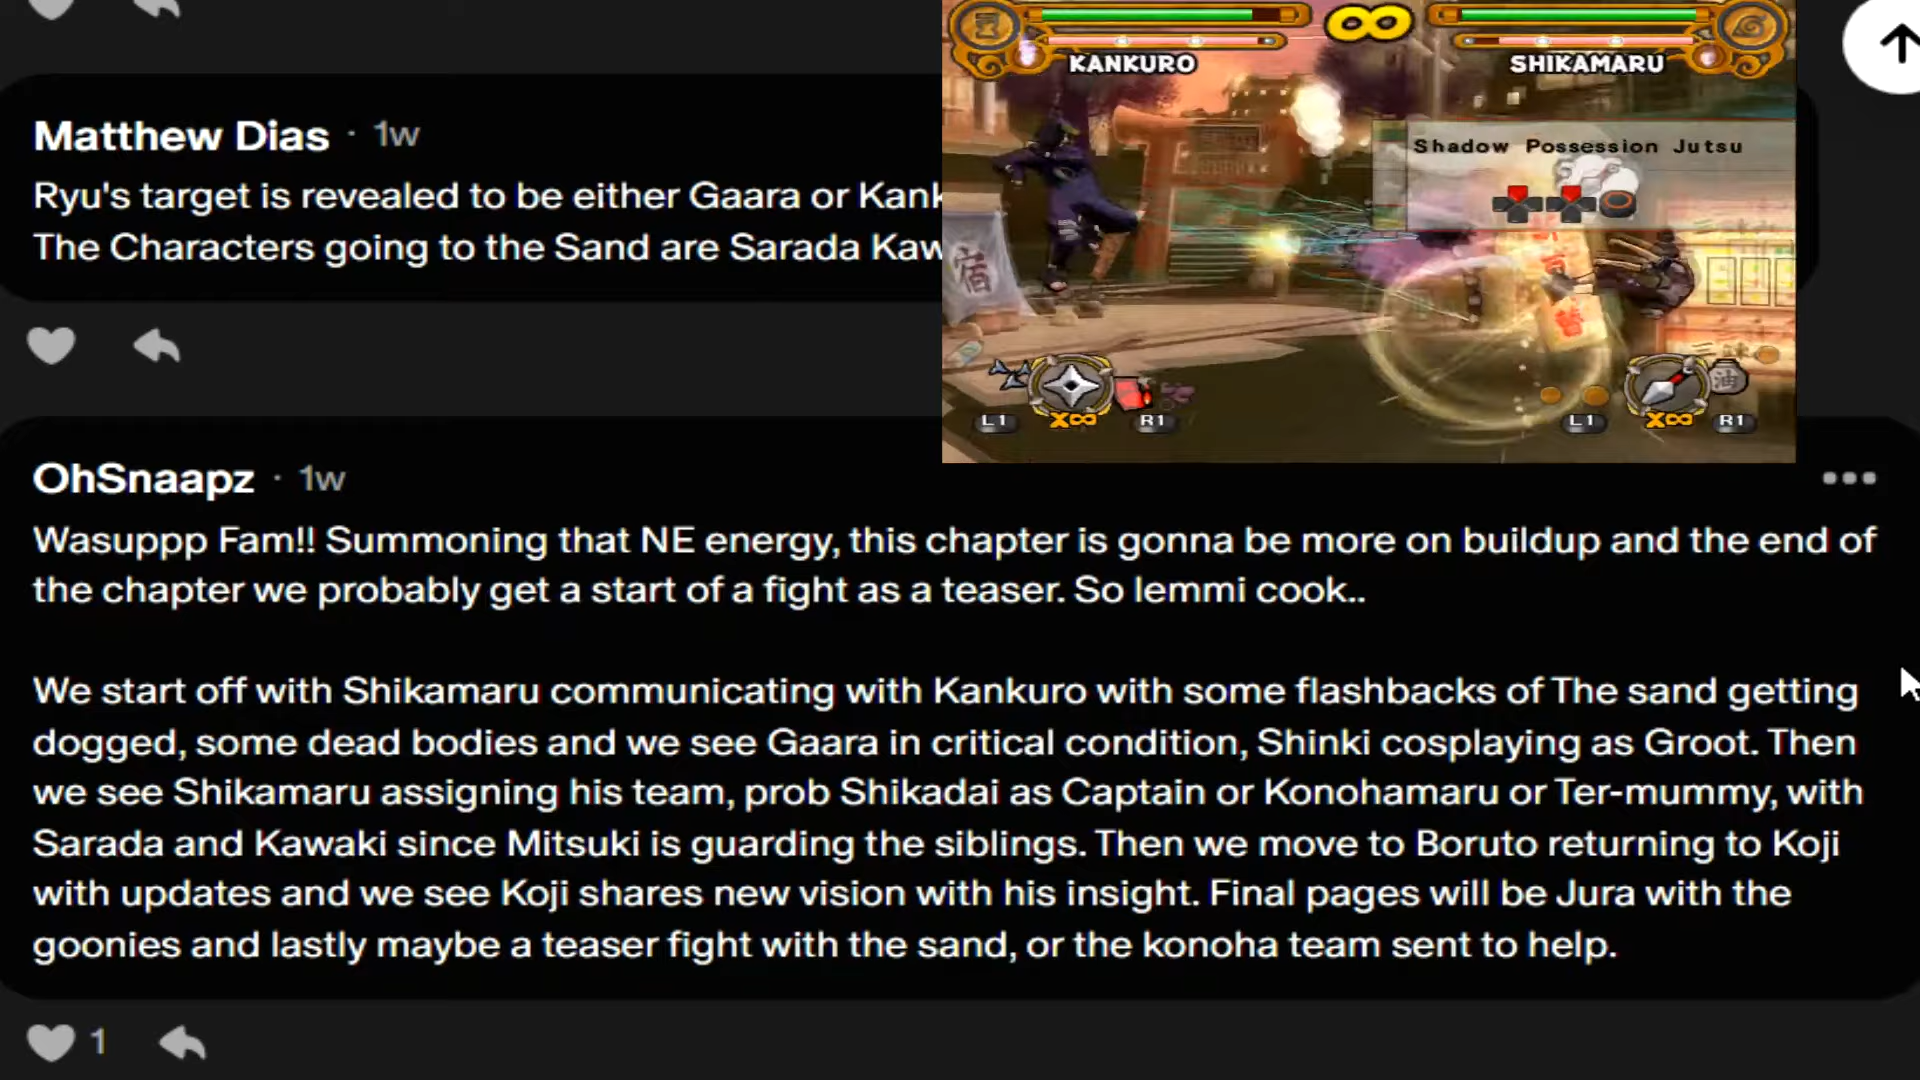 KANKURO
SHIKAMARU
Matthew Dias · 1w
Shadow Possession Jutsu
Ryu's target is revealed to be either Gaara or Kank
The Characters going to the Sand are Sarada Kaw
宿
L1 X∞ R1
L1 X∞ R1
油
OhSnaapz · 1w
Wasuppp Fam!! Summoning that NE energy, this chapter is gonna be more on buildup and the end of
the chapter we probably get a start of a fight as a teaser. So lemmi cook..
We start off with Shikamaru communicating with Kankuro with some flashbacks of The sand getting
dogged, some dead bodies and we see Gaara in critical condition, Shinki cosplaying as Groot. Then
we see Shikamaru assigning his team, prob Shikadai as Captain or Konohamaru or Ter-mummy, with
Sarada and Kawaki since Mitsuki is guarding the siblings. Then we move to Boruto returning to Koji
with updates and we see Koji shares new vision with his insight. Final pages will be Jura with the
goonies and lastly maybe a teaser fight with the sand, or the konoha team sent to help.
1